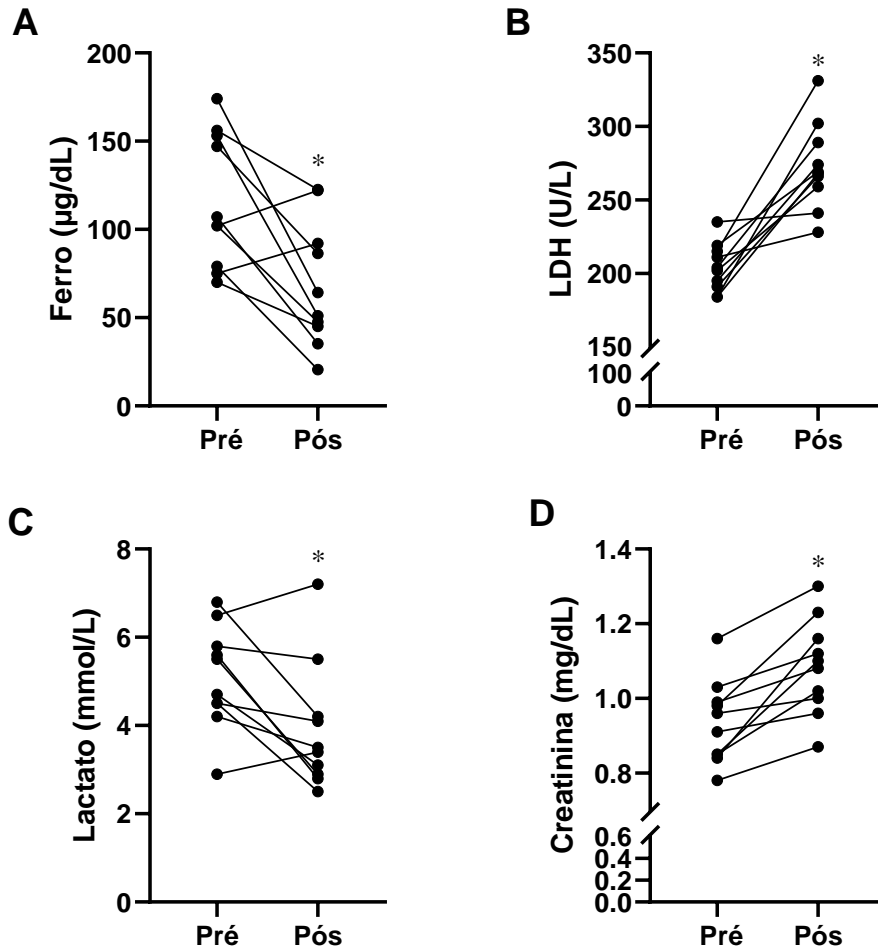 A
Ferro (µg/dL)
200
150
100
50
0
*
Pré Pós
B
LDH (U/L)
350
300
250
200
150
100
0
*
Pré Pós
C
Lactato (mmol/L)
8
6
4
2
0
*
Pré Pós
D
Creatinina (mg/dL)
1.4
1.2
1.0
0.8
0.6
0.4
0.2
0.0
*
Pré Pós